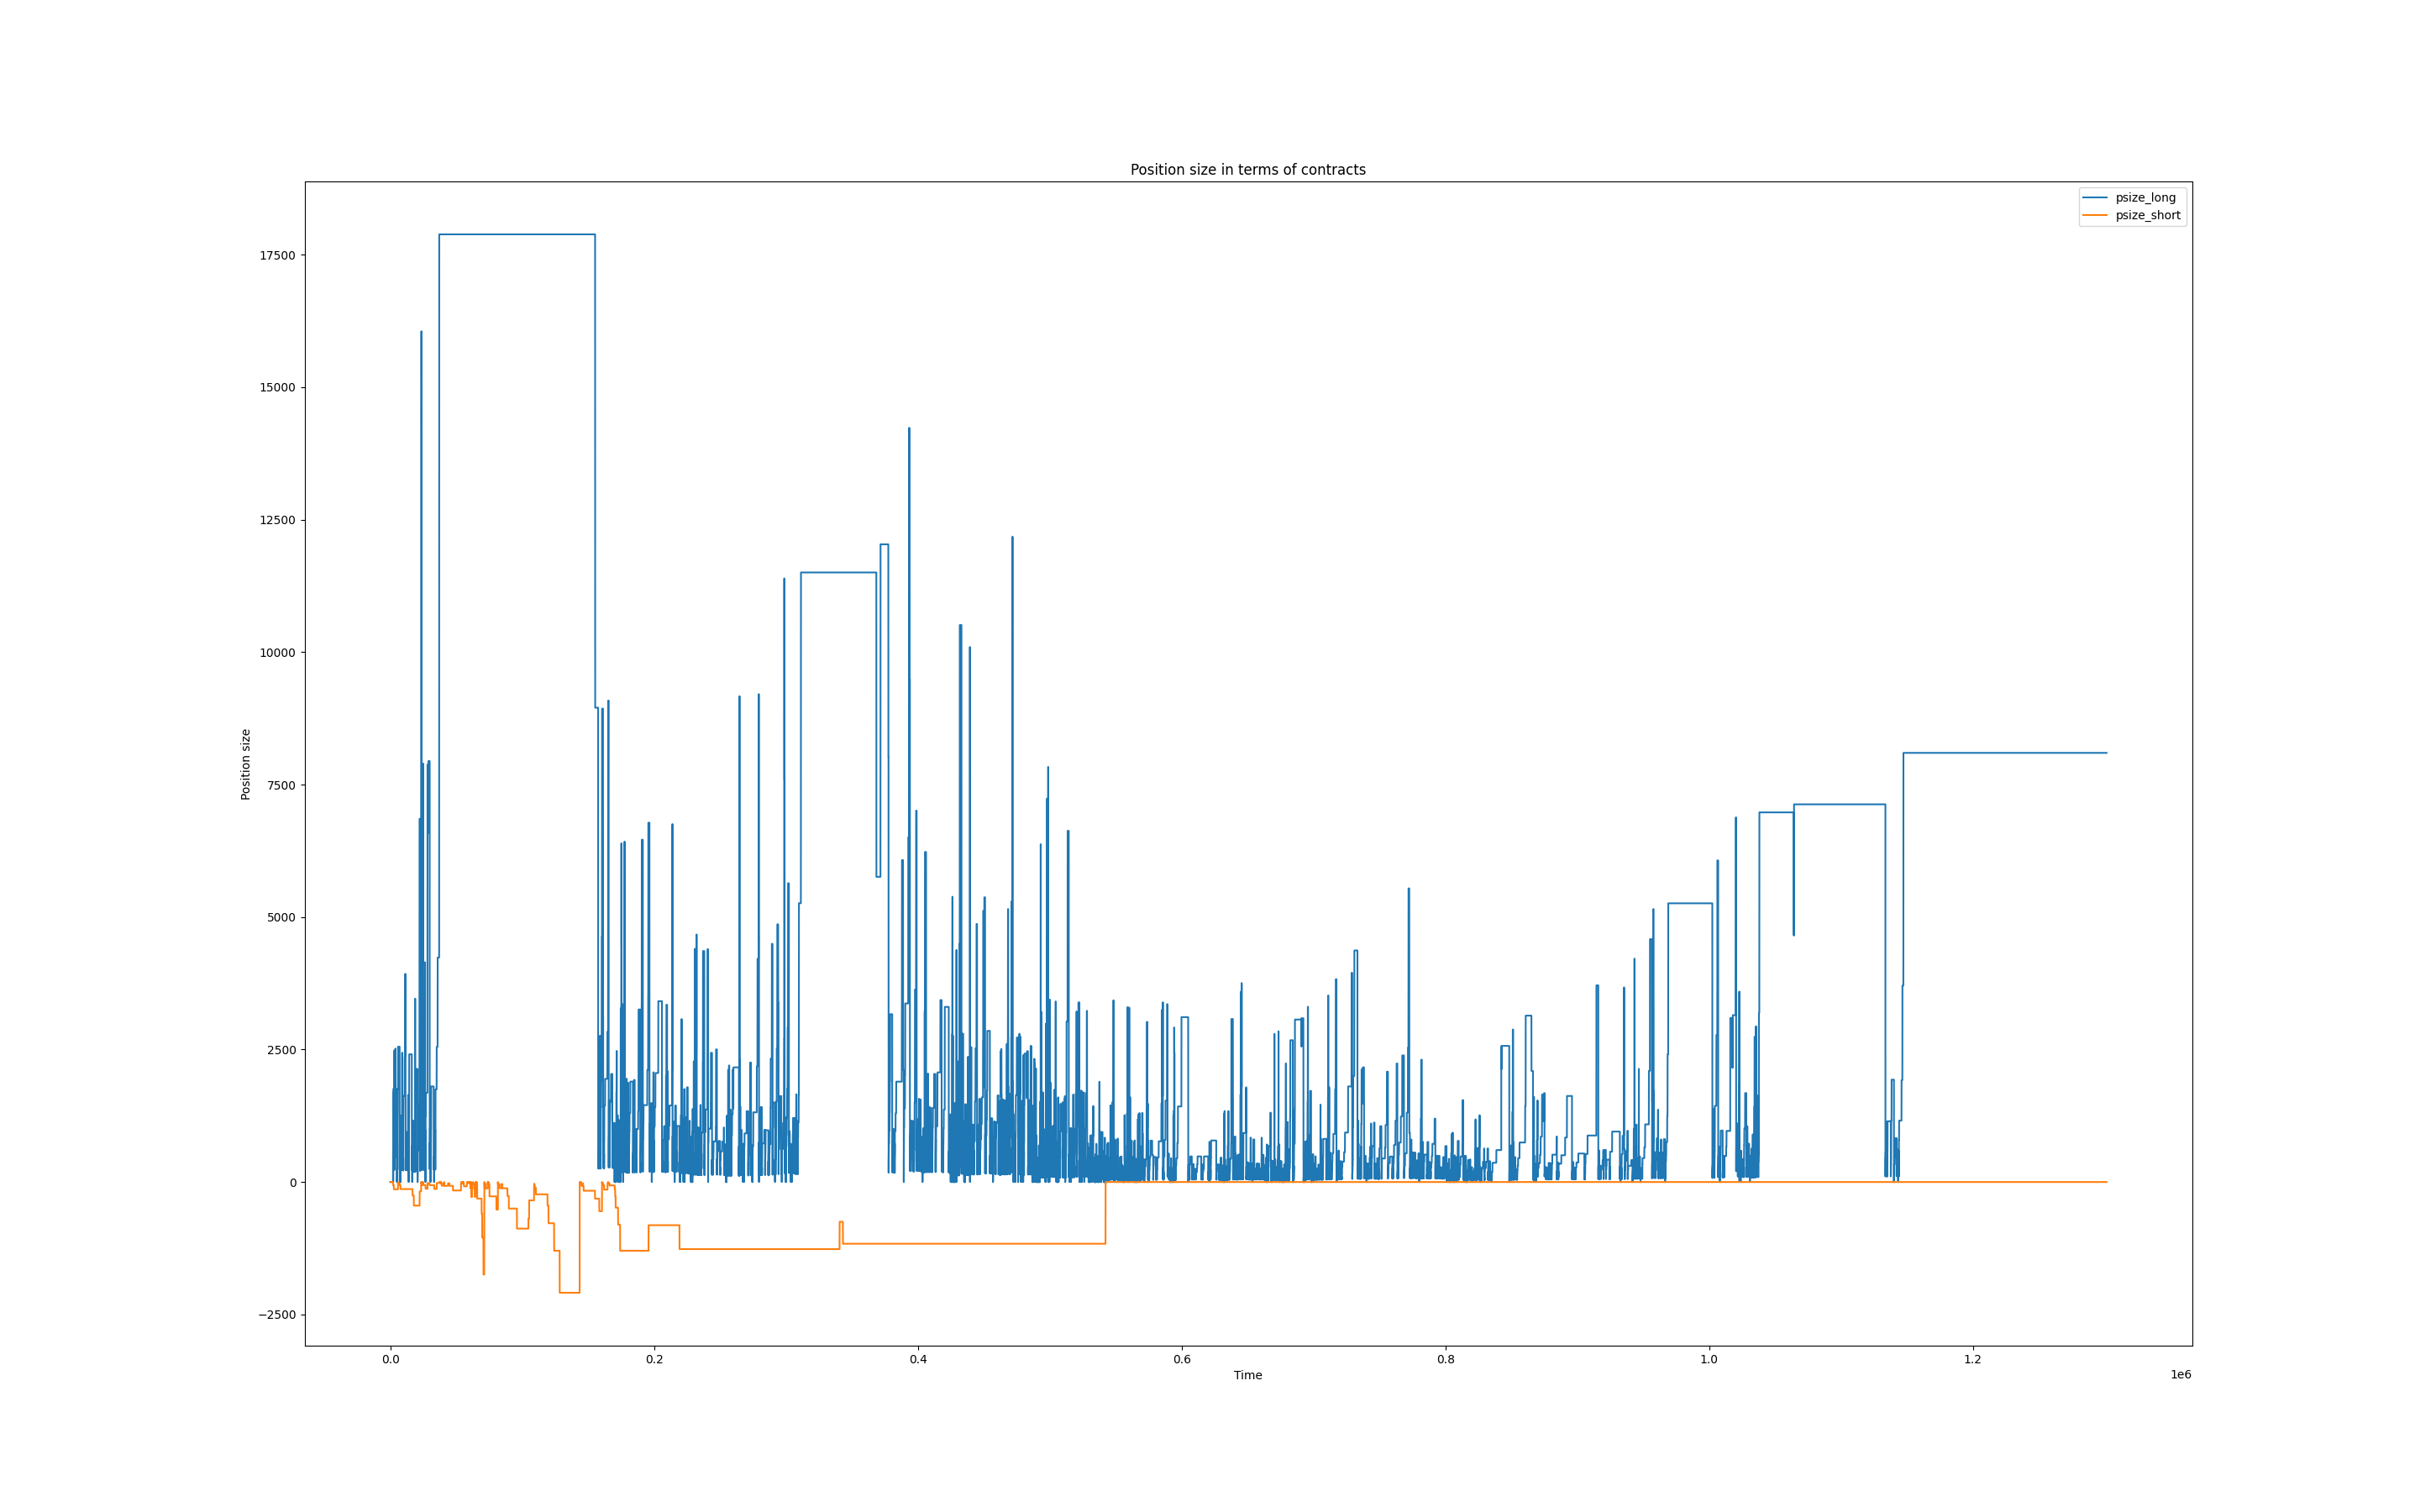 Position size in terms of contracts
psize_long
psize_short
17500
15000
12500
10000
7500
5000
2500
0
−2500
Position size
0.0 0.2 0.4 0.6 0.8 1.0 1.2
Time
1e6